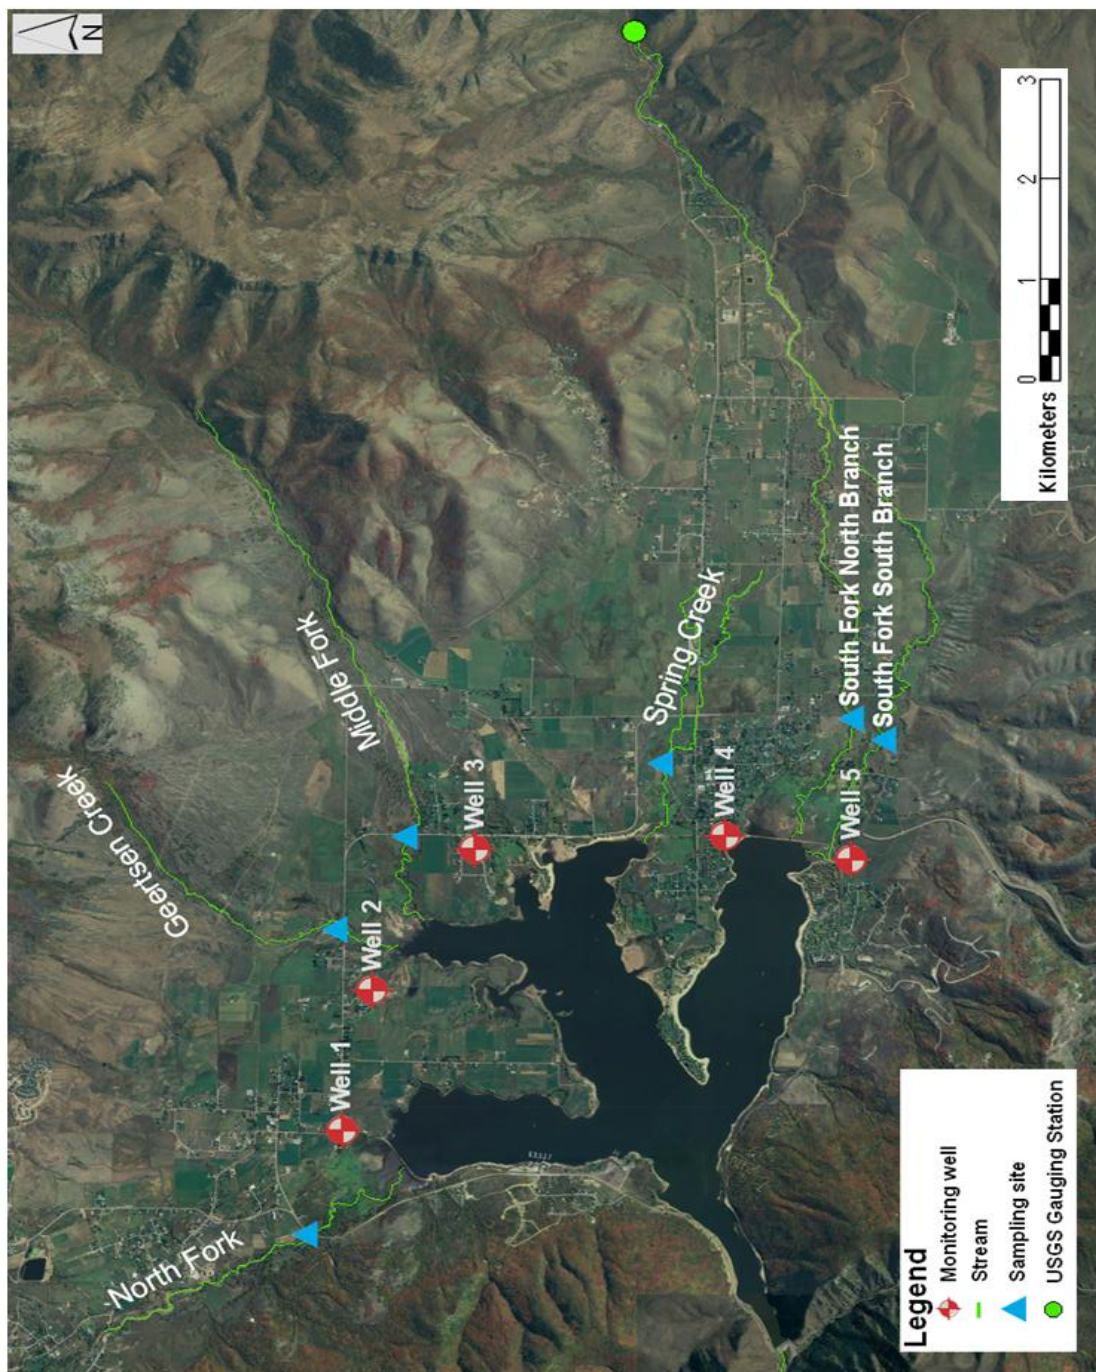 N
Geertsen Creeek
Middle Fork
North Fork
Well 1
Well 2
Well 3
Spring Creek
Well 4
South Fork North Branch
South Fork South Branch
Well 5
Legend
Monitoring well
Stream
Sampling site
USGS Gauging Station
0 1 2 3
Kilometers